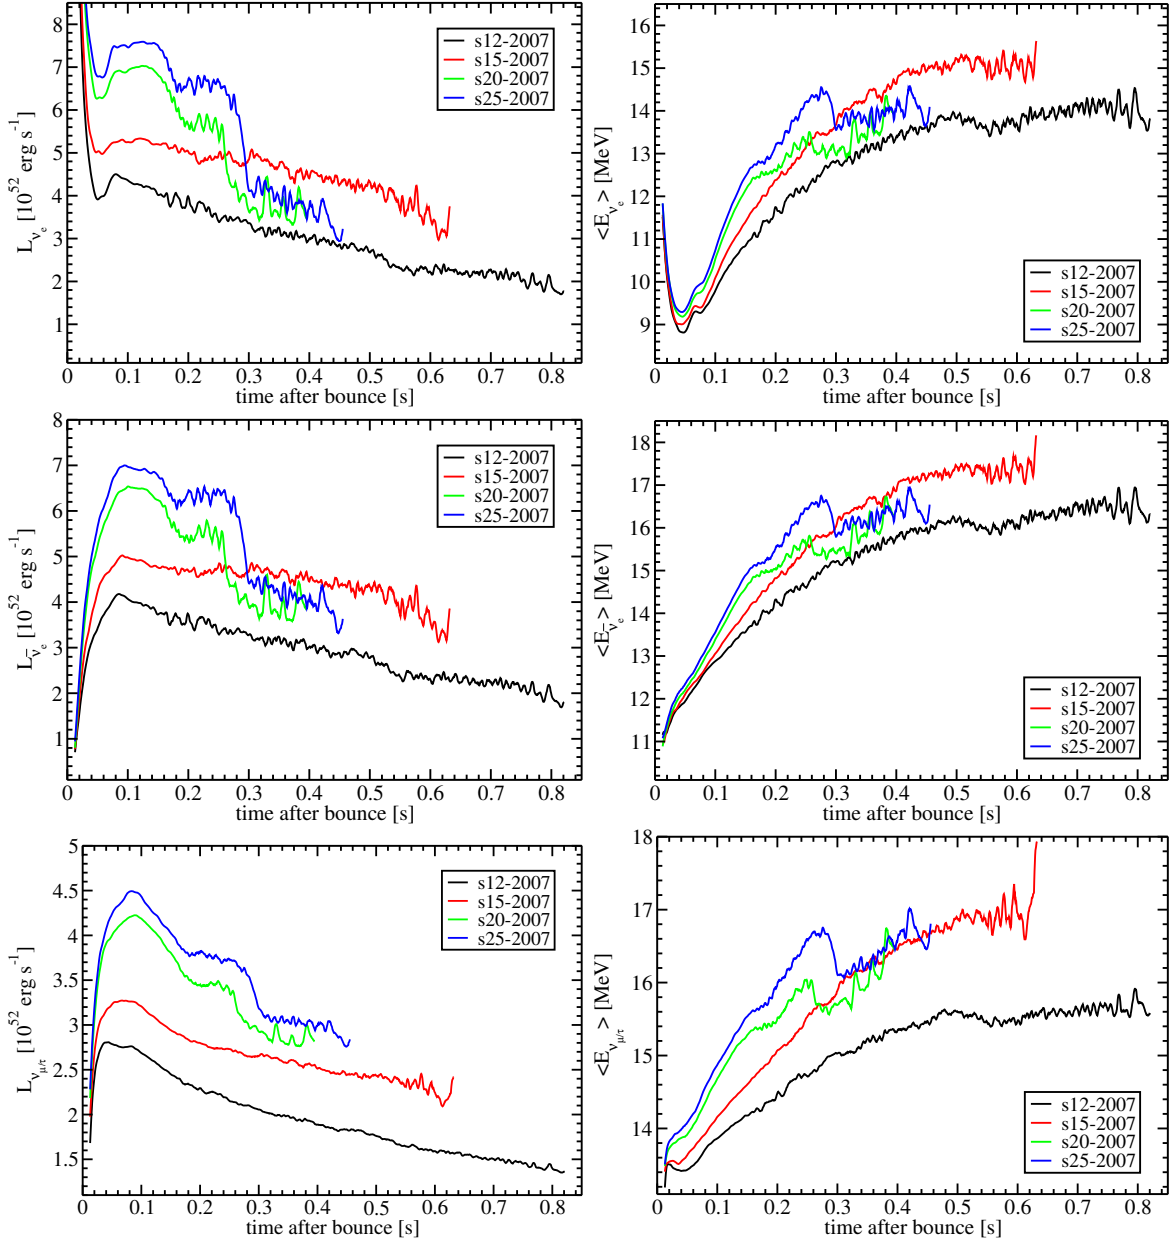 L_νe [10^52 erg s^-1]
8
7
6
5
4
3
2
1
s12-2007
s15-2007
s20-2007
s25-2007
0 0.1 0.2 0.3 0.4 0.5 0.6 0.7 0.8
time after bounce [s]
<E_νe> [MeV]
16
15
14
13
12
11
10
9
s12-2007
s15-2007
s20-2007
s25-2007
0 0.1 0.2 0.3 0.4 0.5 0.6 0.7 0.8
time after bounce [s]
L_ν̄e [10^52 erg s^-1]
8
7
6
5
4
3
2
1
s12-2007
s15-2007
s20-2007
s25-2007
0 0.1 0.2 0.3 0.4 0.5 0.6 0.7 0.8
time after bounce [s]
<E_ν̄e> [MeV]
18
17
16
15
14
13
12
11
s12-2007
s15-2007
s20-2007
s25-2007
0 0.1 0.2 0.3 0.4 0.5 0.6 0.7 0.8
time after bounce [s]
L_νμ/τ [10^52 erg s^-1]
5
4.5
4
3.5
3
2.5
2
1.5
s12-2007
s15-2007
s20-2007
s25-2007
0 0.1 0.2 0.3 0.4 0.5 0.6 0.7 0.8
time after bounce [s]
<E_νμ/τ> [MeV]
18
17
16
15
14
s12-2007
s15-2007
s20-2007
s25-2007
0 0.1 0.2 0.3 0.4 0.5 0.6 0.7 0.8
time after bounce [s]